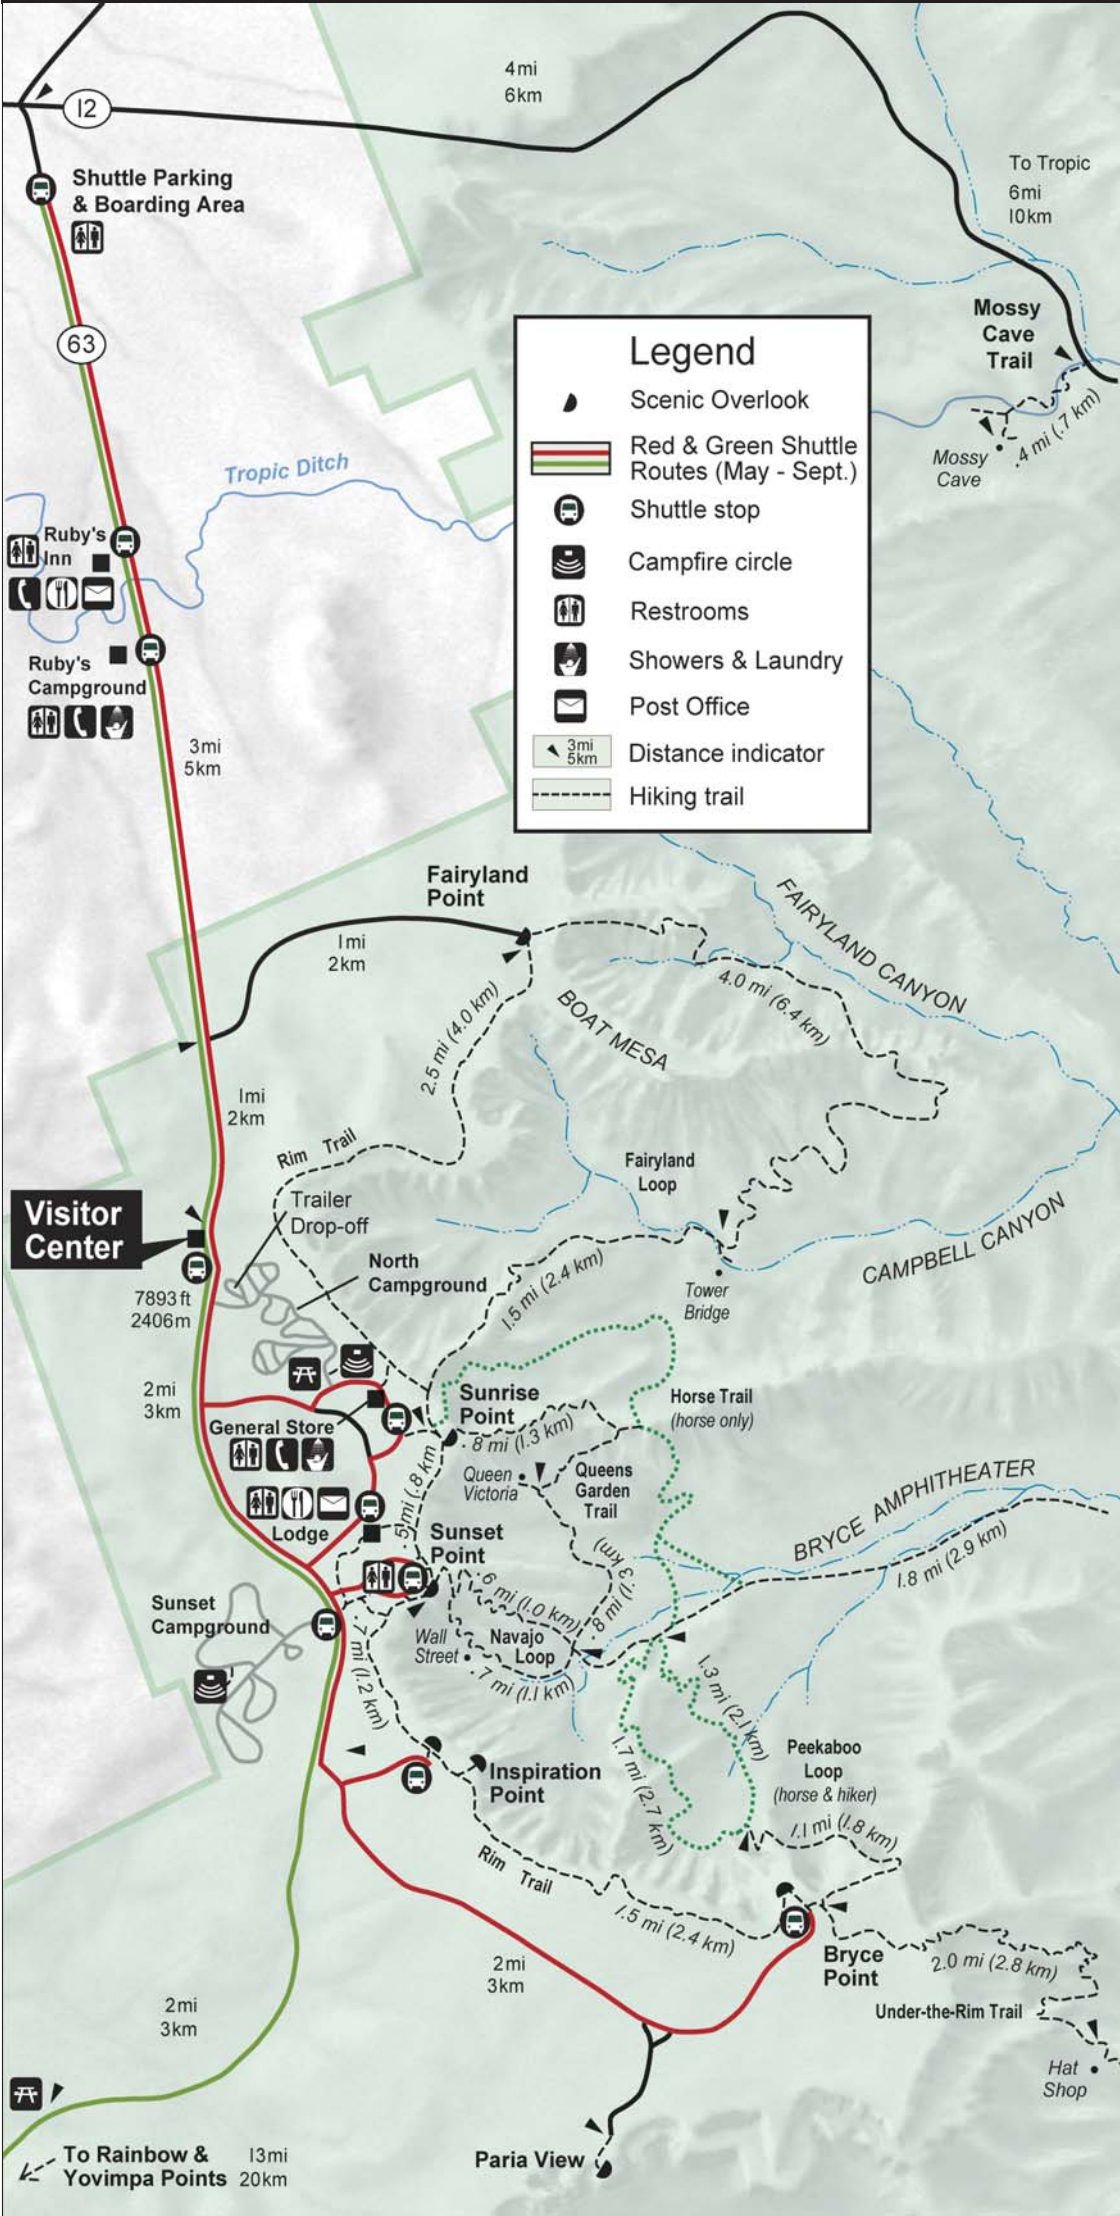 4mi
6km
12
Shuttle Parking
& Boarding Area
To Tropic
6mi
10km
63
Mossy
Cave
Trail
.4 mi (.7 km)
Mossy
Cave
Legend
Scenic Overlook
Red & Green Shuttle
Routes (May - Sept.)
Shuttle stop
Campfire circle
Restrooms
Showers & Laundry
Post Office
3mi
5km
Distance indicator
Hiking trail
Tropic Ditch
Ruby's
Inn
Ruby's
Campground
3mi
5km
Fairyland
Point
1mi
2km
FAIRYLAND CANYON
4.0 mi (6.4 km)
2.5 mi (4.0 km)
BOAT MESA
1mi
2km
Rim Trail
Fairyland
Loop
Trailer
Drop-off
Visitor
Center
North
Campground
CAMPBELL CANYON
1.5 mi (2.4 km)
Tower
Bridge
7893 ft
2406 m
2mi
3km
Sunrise
Point
Horse Trail
(horse only)
General Store
.8 mi (1.3 km)
Queen
Victoria
Queens
Garden
Trail
.5 mi (.8 km
BRYCE AMPHITHEATER
Lodge
Sunset
Point
.8 mi (1.3 km)
1.8 mi (2.9 km)
.6 mi (1.0 km)
Sunset
Campground
Wall
Street
Navajo
Loop
.7 mi (1.1 km)
.7 mi (1.2 km)
1.3 mi (2.1 km)
1.7 mi (2.7 km)
Peekaboo
Loop
(horse & hiker)
Inspiration
Point
1.1 mi (1.8 km)
Rim Trail
1.5 mi (2.4 km)
Bryce
Point
2.0 mi (2.8 km)
2mi
3km
Under-the-Rim Trail
2mi
3km
Hat
Shop
To Rainbow &
Yovimpa Points
13mi
20km
Paria View